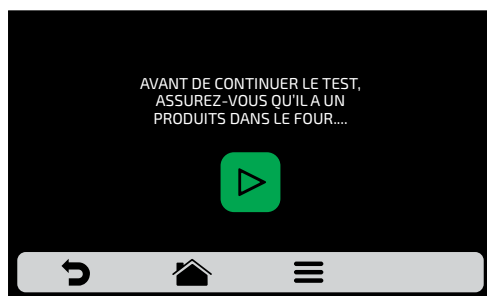 AVANT DE CONTINUER LE TEST,
ASSUREZ-VOUS QU'IL A UN
PRODUITS DANS LE FOUR....